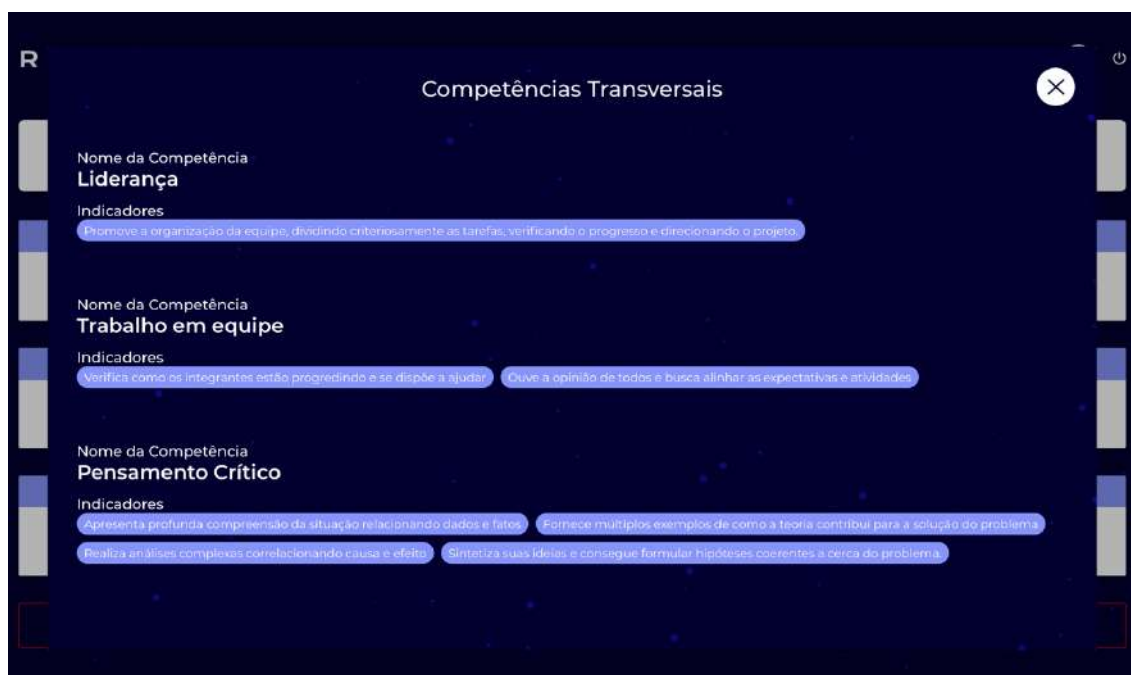 R
Competências Transversais
Nome da Competência
Liderança
Indicadores
Promove a organização da equipe, dividindo criteriosamente as tarefas, verificando o progresso e direcionando o projeto.
Nome da Competência
Trabalho em equipe
Indicadores
Verifica como os integrantes estão progredindo e se dispõe a ajudar Ouve a opinião de todos e busca alinhar as expectativas e atividades
Nome da Competência
Pensamento Crítico
Indicadores
Apresenta profunda compreensão da situação relacionando dados e fatos Fornece múltiplos exemplos de como a teoria contribui para a solução do problema
Realiza análises complexas correlacionando causa e efeito Sintetiza suas ideias e consegue formular hipóteses coerentes a cerca do problema.